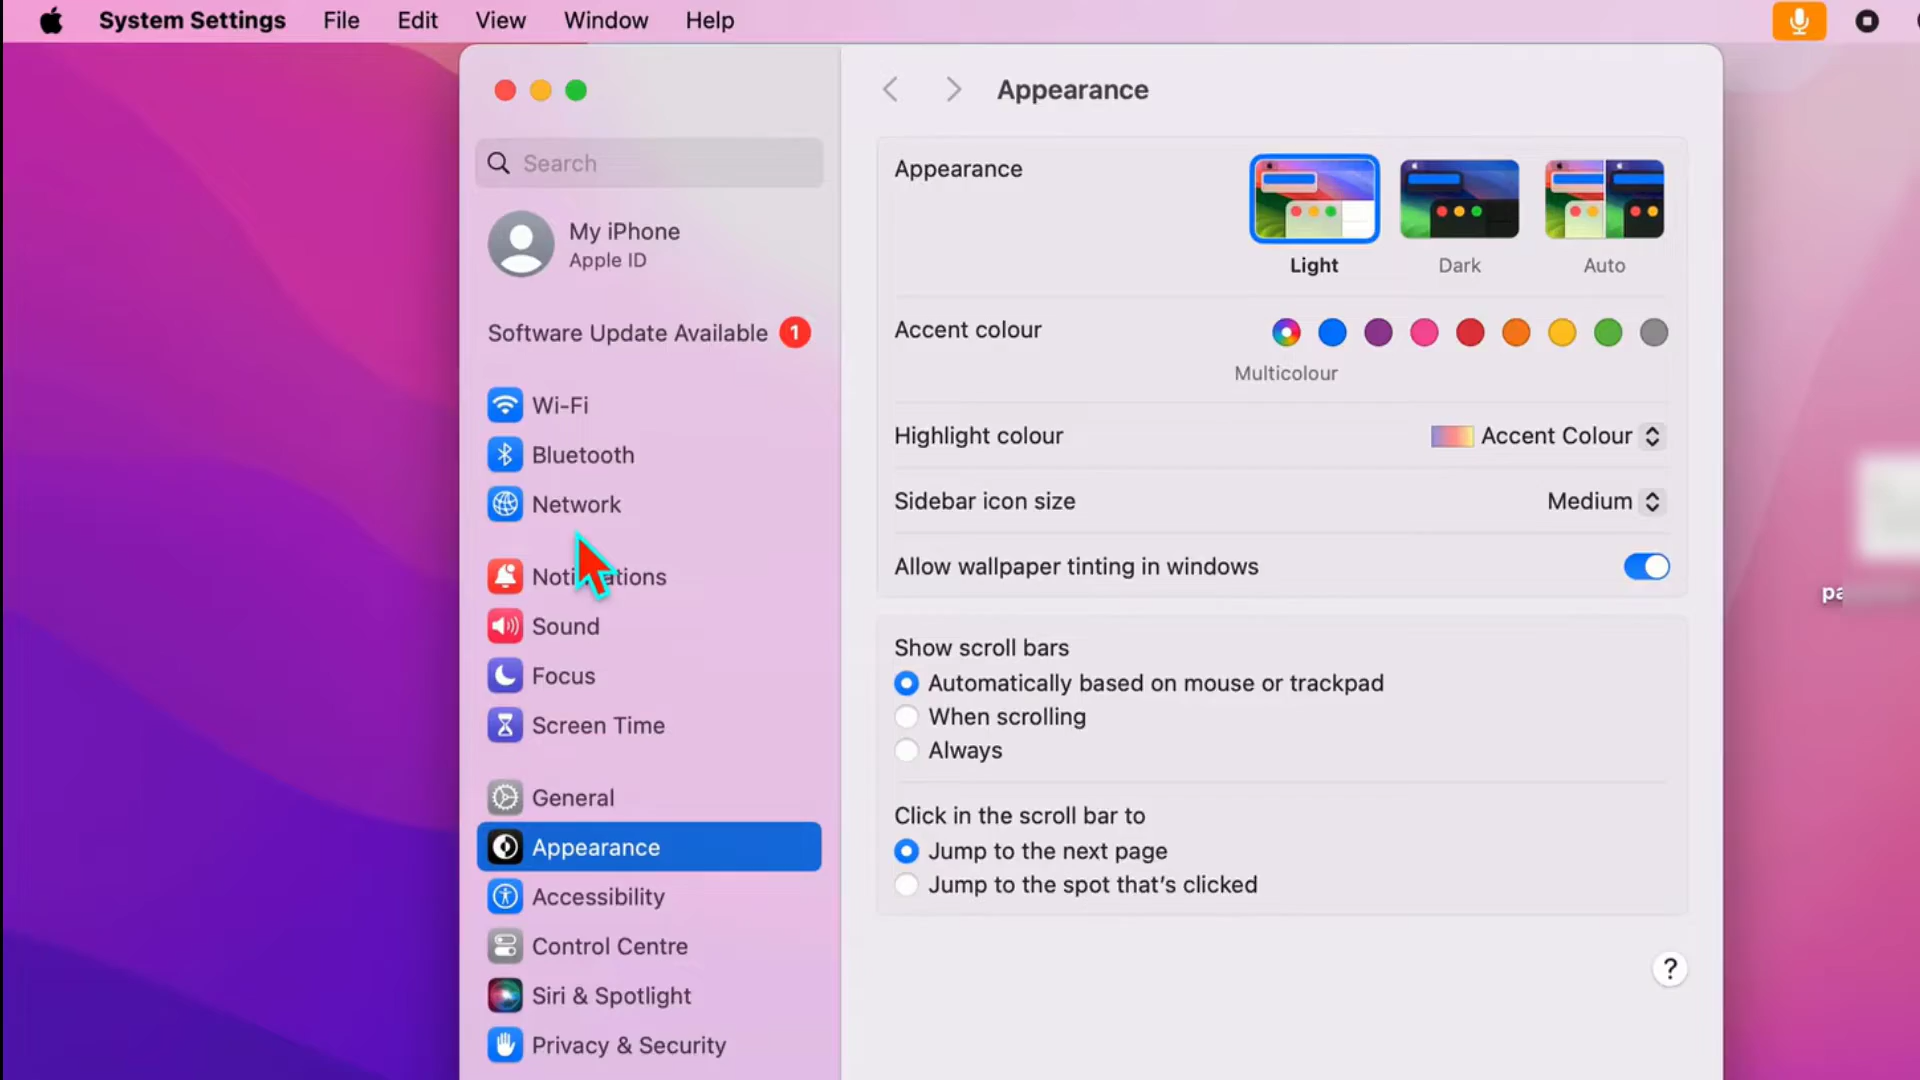 System Settings File Edit View Window Help
Appearance
Search
My iPhone
Apple ID
Software Update Available 1
Wi-Fi
Bluetooth
Network
Notifications
Sound
Focus
Screen Time
General
Appearance
Accessibility
Control Centre
Siri & Spotlight
Privacy & Security
Appearance
Light Dark Auto
Accent colour
Multicolour
Highlight colour Accent Colour
Sidebar icon size Medium
Allow wallpaper tinting in windows
Show scroll bars
Automatically based on mouse or trackpad
When scrolling
Always
Click in the scroll bar to
Jump to the next page
Jump to the spot that's clicked
?